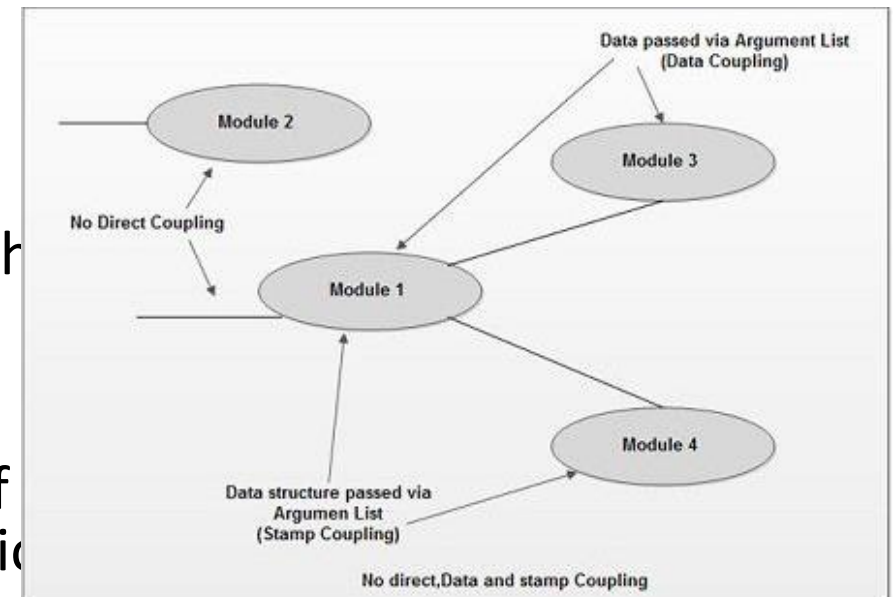 Data passed via Argument List
(Data Coupling)
Module 2
Module 3
No Direct Coupling
Module 1
Module 4
Data structure passed via
Argumen List
(Stamp Coupling)
No direct,Data and stamp Coupling